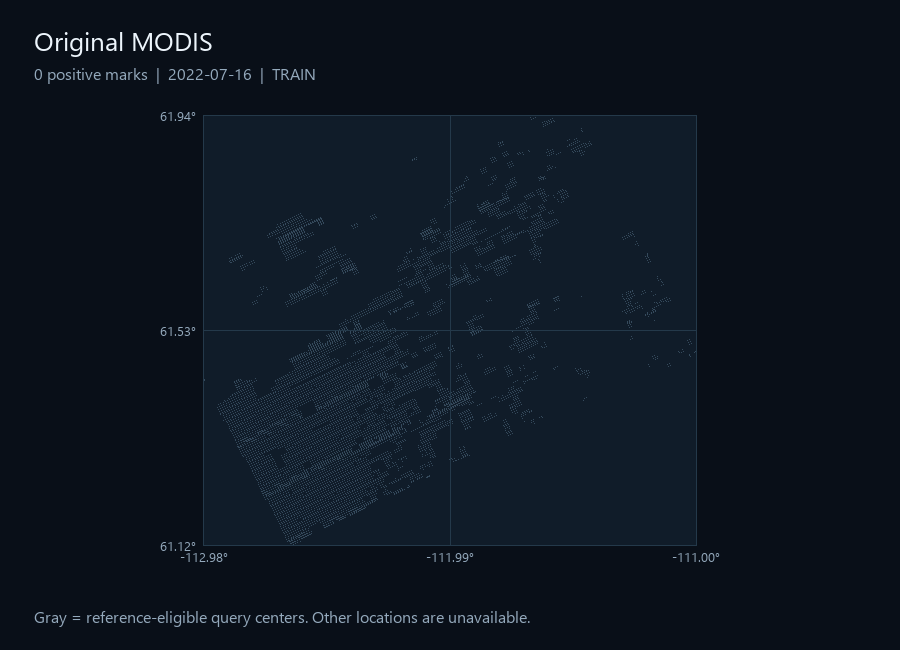 Original MODIS
0 positive marks | 2022-07-16 | TRAIN
61.94°
61.53°
61.12°
-112.98°
-111.99°
-111.00°
Gray = reference-eligible query centers. Other locations are unavailable.